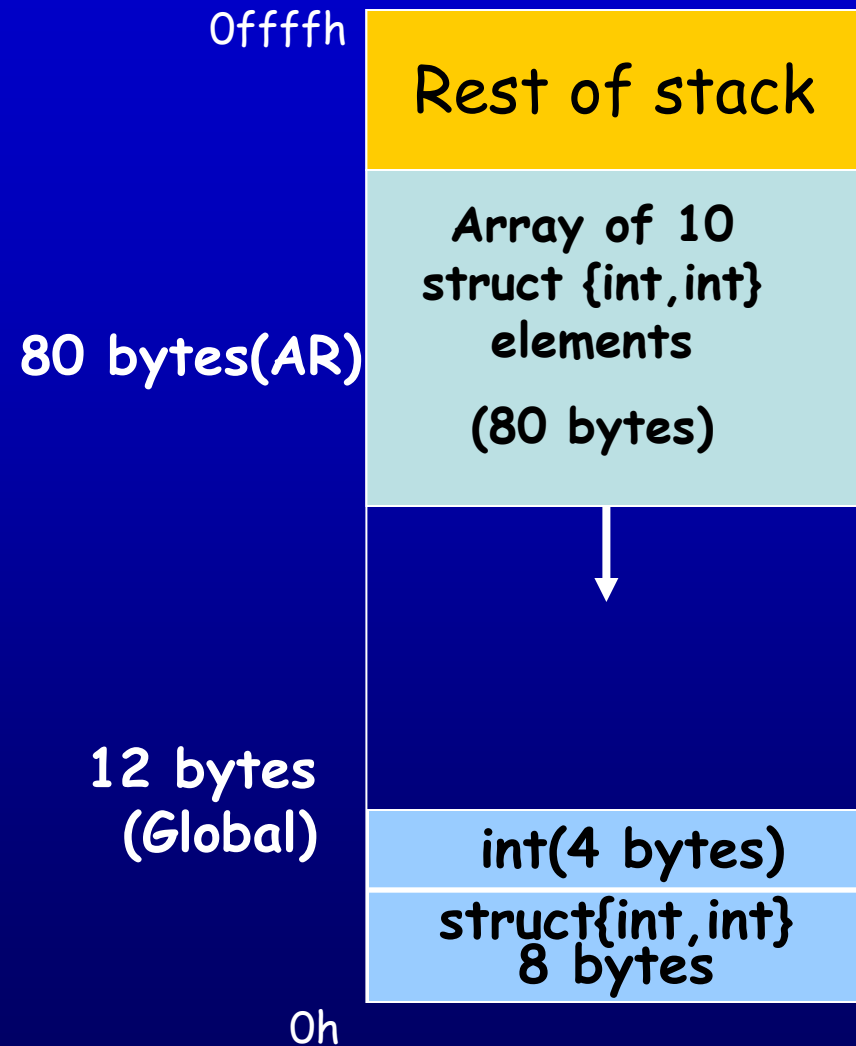 0ffffh
Rest of stack
Array of 10
struct {int,int}
elements
(80 bytes)
80 bytes(AR)
12 bytes
(Global)
int(4 bytes)
struct{int,int}
8 bytes
0h